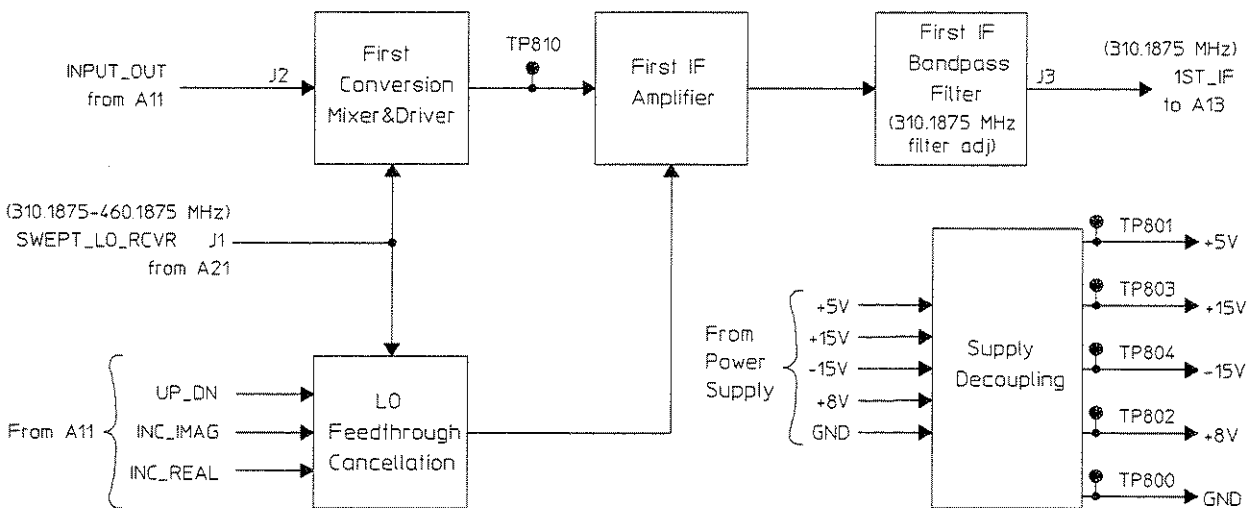 INPUT_OUT
from A11
J2
First
Conversion
Mixer&Driver
TP810
First IF
Amplifier
First IF
Bandpass
Filter
(310.1875 MHz
filter adj)
J3
(310.1875 MHz)
1ST_IF
to A13
(310.1875-460.1875 MHz)
SWEPT_LO_RCVR J1
from A21
From A11
UP_DN
INC_IMAG
INC_REAL
LO
Feedthrough
Cancellation
From
Power
Supply
+5V
+15V
-15V
+8V
GND
Supply
Decoupling
TP801
+5V
TP803
+15V
TP804
-15V
TP802
+8V
TP800
GND